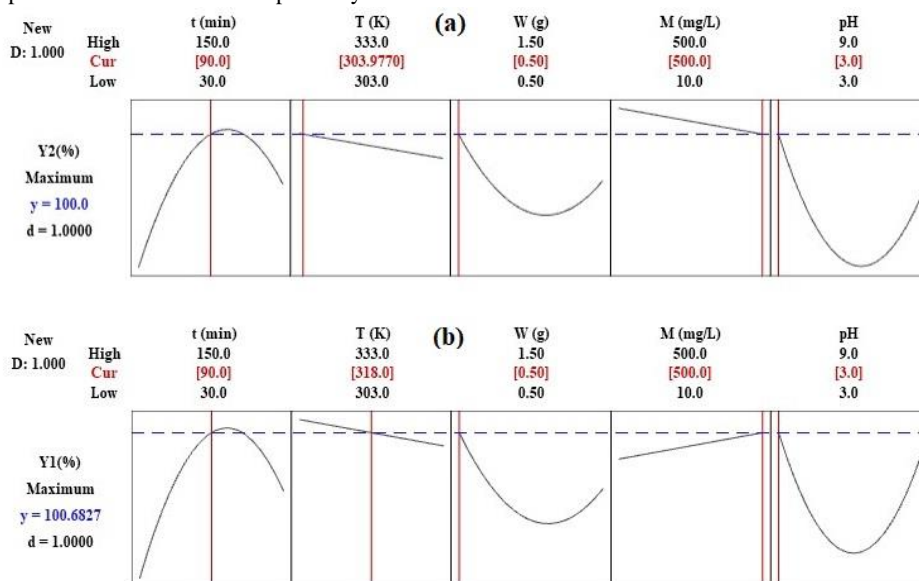 New
D: 1.000
High
Cur
Low
t (min)
150.0
[90.0]
30.0
T (K)
333.0
[303.9770]
303.0
(a)
W (g)
1.50
[0.50]
0.50
M (mg/L)
500.0
[500.0]
10.0
pH
9.0
[3.0]
3.0
Y2(%)
Maximum
y = 100.0
d = 1.0000
New
D: 1.000
High
Cur
Low
t (min)
150.0
[90.0]
30.0
T (K)
333.0
[318.0]
303.0
(b)
W (g)
1.50
[0.50]
0.50
M (mg/L)
500.0
[500.0]
10.0
pH
9.0
[3.0]
3.0
Y1(%)
Maximum
y = 100.6827
d = 1.0000